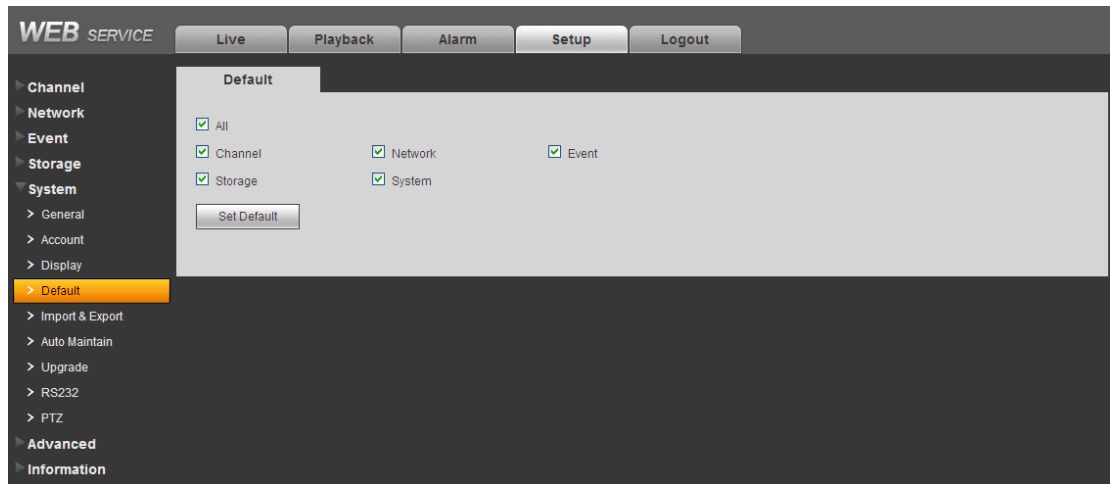 WEB SERVICE
Live Playback Alarm Setup Logout
Channel
Network
Event
Storage
System
> General
> Account
> Display
> Default
> Import & Export
> Auto Maintain
> Upgrade
> RS232
> PTZ
Advanced
Information
Default
All
Channel Network Event
Storage System
Set Default